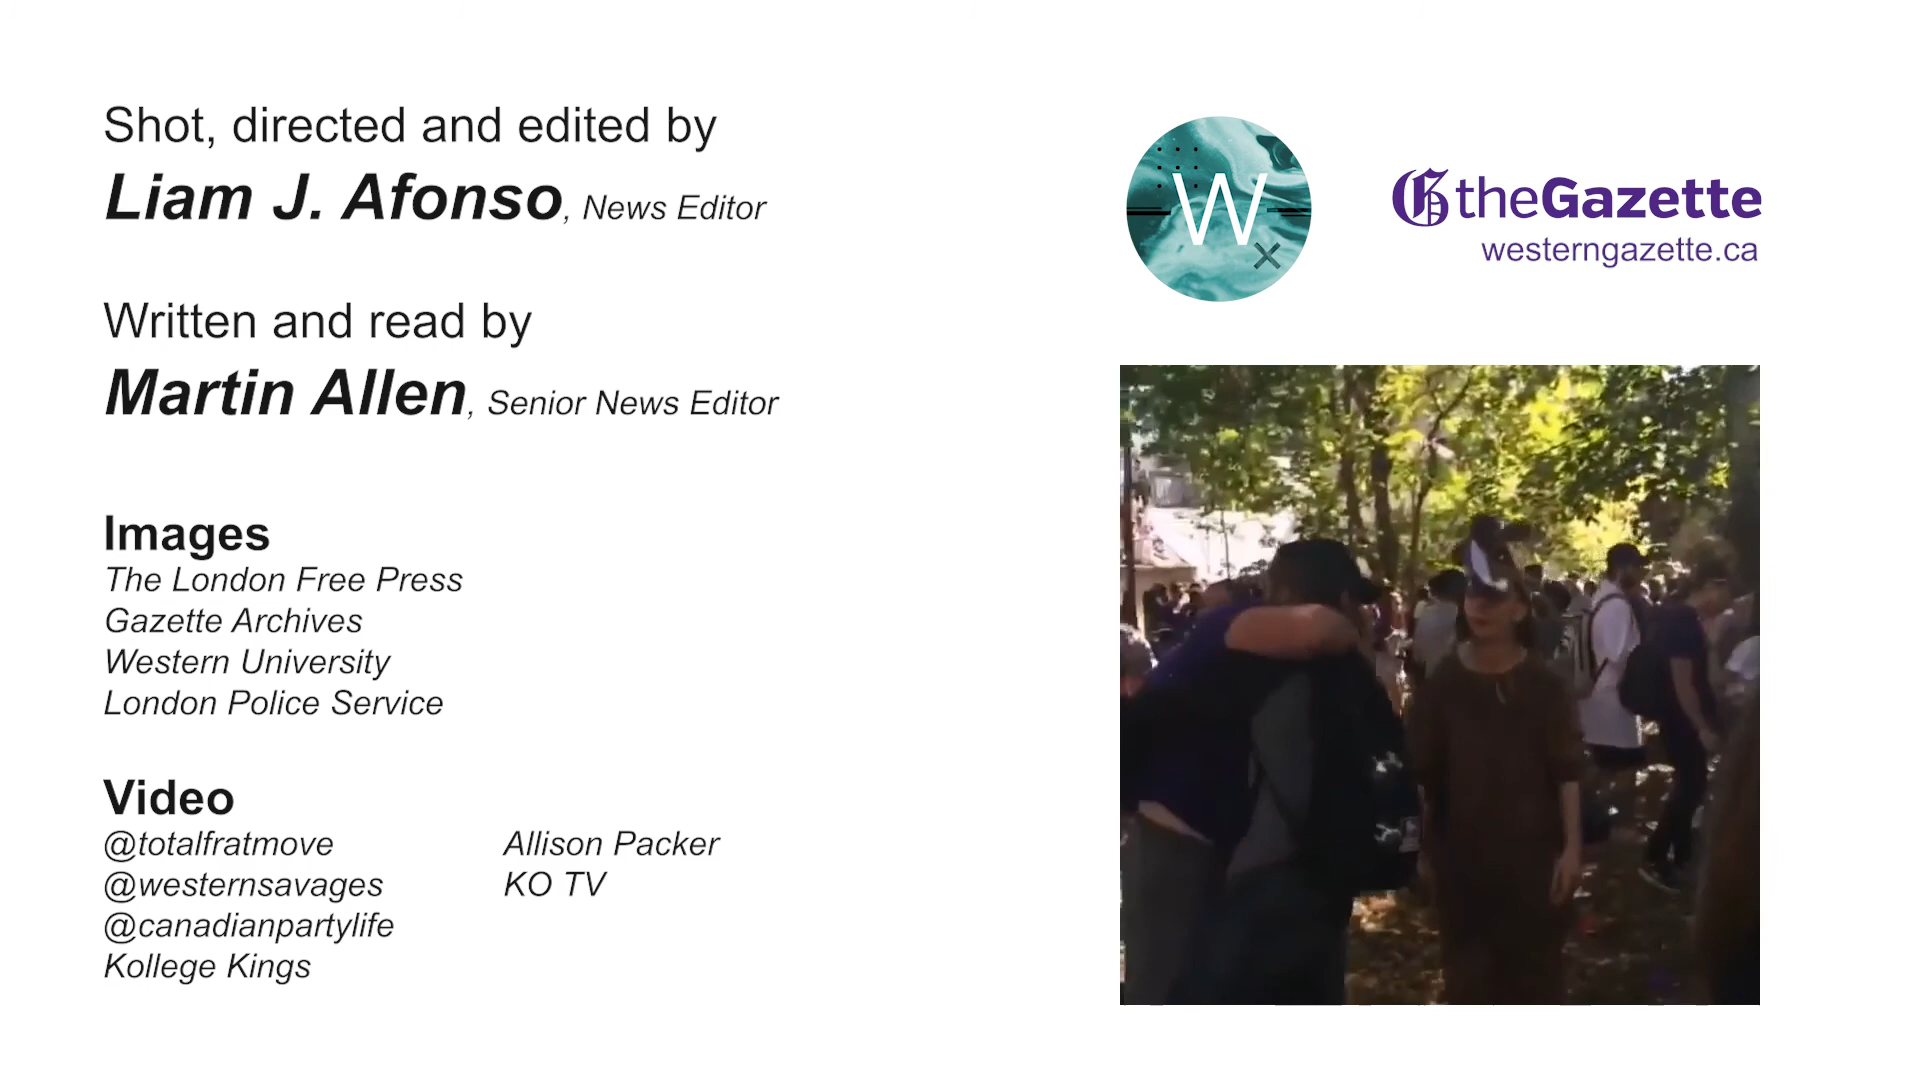 Shot, directed and edited by
Liam J. Afonso, News Editor
Written and read by
Martin Allen, Senior News Editor
Images
The London Free Press
Gazette Archives
Western University
London Police Service
Video
@totalfratmove
@westernsavages
@canadianpartylife
Kollege Kings
Allison Packer
KO TV
W
G theGazette
westerngazette.ca